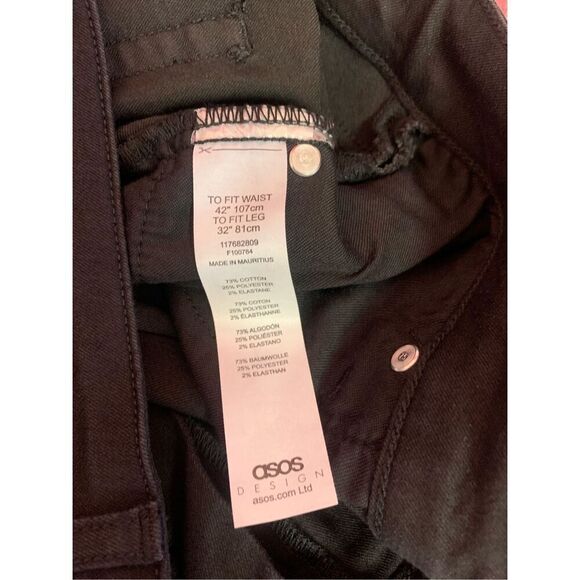 TO FIT WAIST
42" 107cm
TO FIT LEG
32" 81cm
117682809
F100784
MADE IN MAURITIUS
73% COTTON
25% POLYESTER
2% ELASTANE
73% COTON
25% POLYESTER
2% ELASTHANNE
73% ALGODÓN
25% POLIÉSTER
2% ELASTANO
73% BAUMWOLLE
25% POLYESTER
2% ELASTHAN
asos
DESIGN
asos.com Ltd